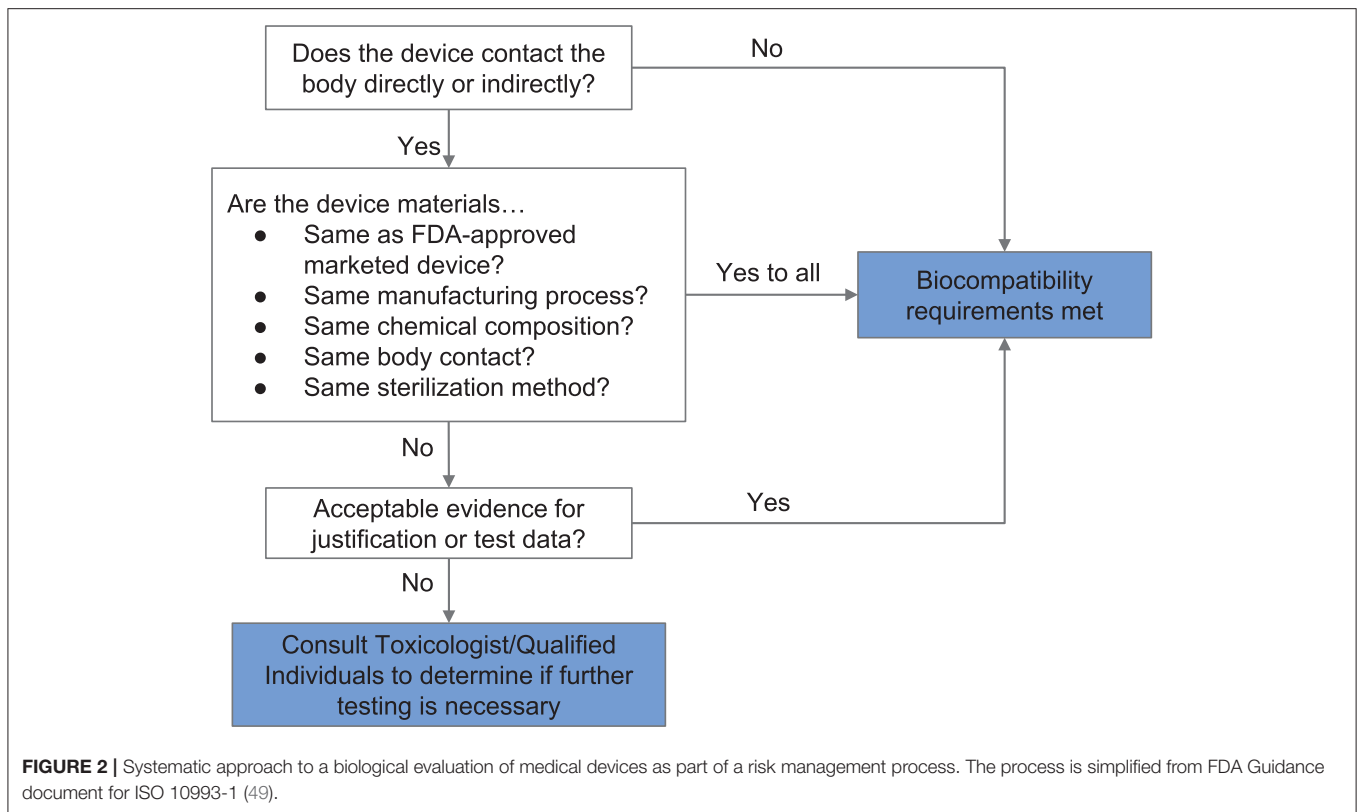 Does the device contact the
body directly or indirectly?
No
Yes
Are the device materials…
● Same as FDA-approved
marketed device?
● Same manufacturing process?
● Same chemical composition?
● Same body contact?
● Same sterilization method?
Yes to all
Biocompatibility
requirements met
No
Acceptable evidence for
justification or test data?
Yes
No
Consult Toxicologist/Qualified
Individuals to determine if further
testing is necessary
FIGURE 2 | Systematic approach to a biological evaluation of medical devices as part of a risk management process. The process is simplified from FDA Guidance
document for ISO 10993-1 (49).